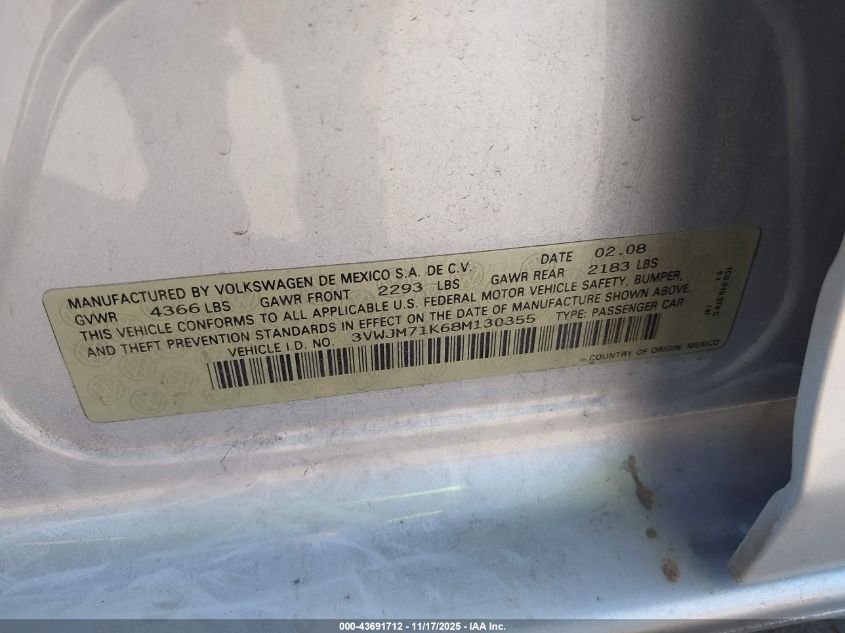 MANUFACTURED BY VOLKSWAGEN DE MEXICO S.A. DE C.V. DATE 02.08
GVWR 4366 LBS GAWR FRONT 2293 LBS GAWR REAR 2183 LBS
THIS VEHICLE CONFORMS TO ALL APPLICABLE U.S. FEDERAL MOTOR VEHICLE SAFETY, BUMPER,
AND THEFT PREVENTION STANDARDS IN EFFECT ON THE DATE OF MANUFACTURE SHOWN ABOVE.
VEHICLE I.D. NO. 3VWJM71K68M130355 TYPE: PASSENGER CAR
COUNTRY OF ORIGIN: MEXICO
000-43691712 - 11/17/2025 - IAA Inc.